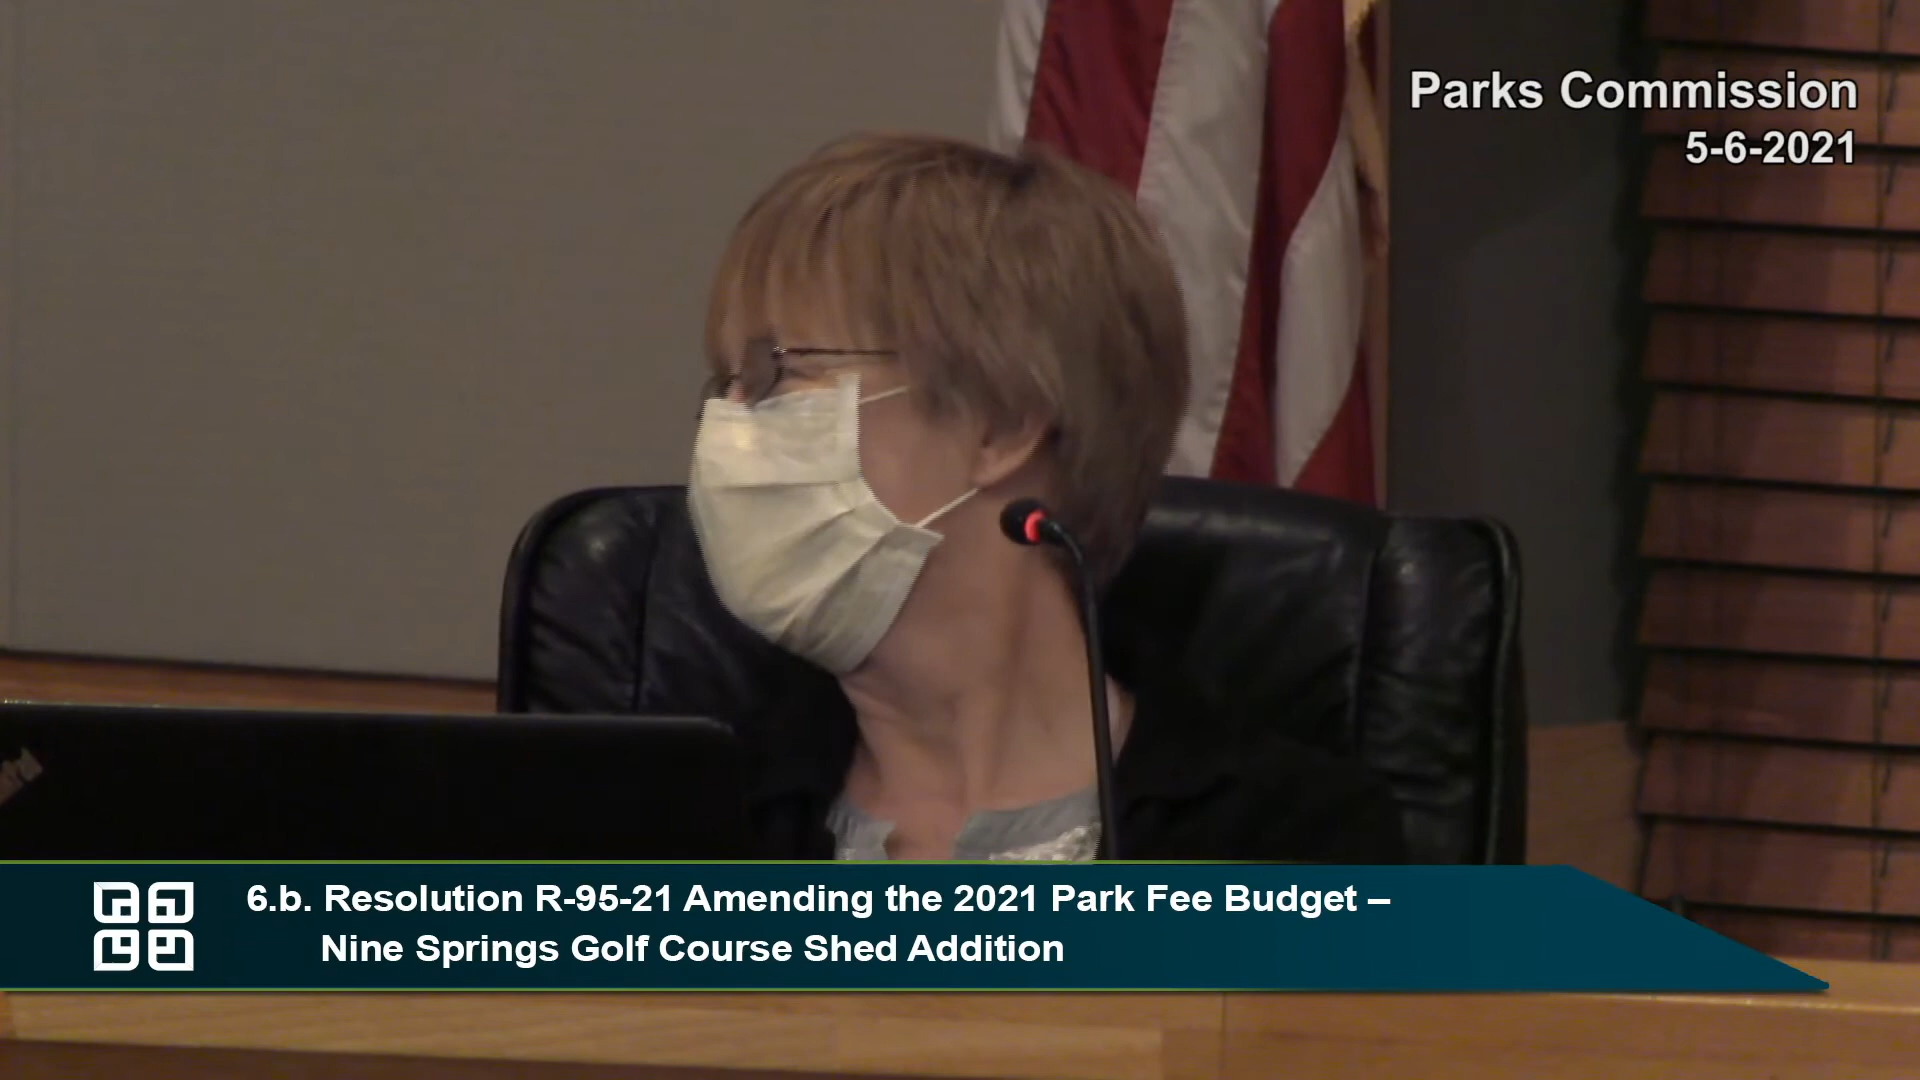 Parks Commission
5-6-2021
6.b. Resolution R-95-21 Amending the 2021 Park Fee Budget –
Nine Springs Golf Course Shed Addition